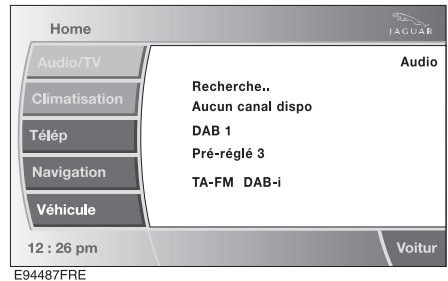 Home
JAGUAR
Audio/TV
Audio
Climatisation
Recherche..
Aucun canal dispo
Télép
DAB 1
Pré-réglé 3
Navigation
TA-FM DAB-i
Véhicule
12 : 26 pm
Voitur
E94487FRE